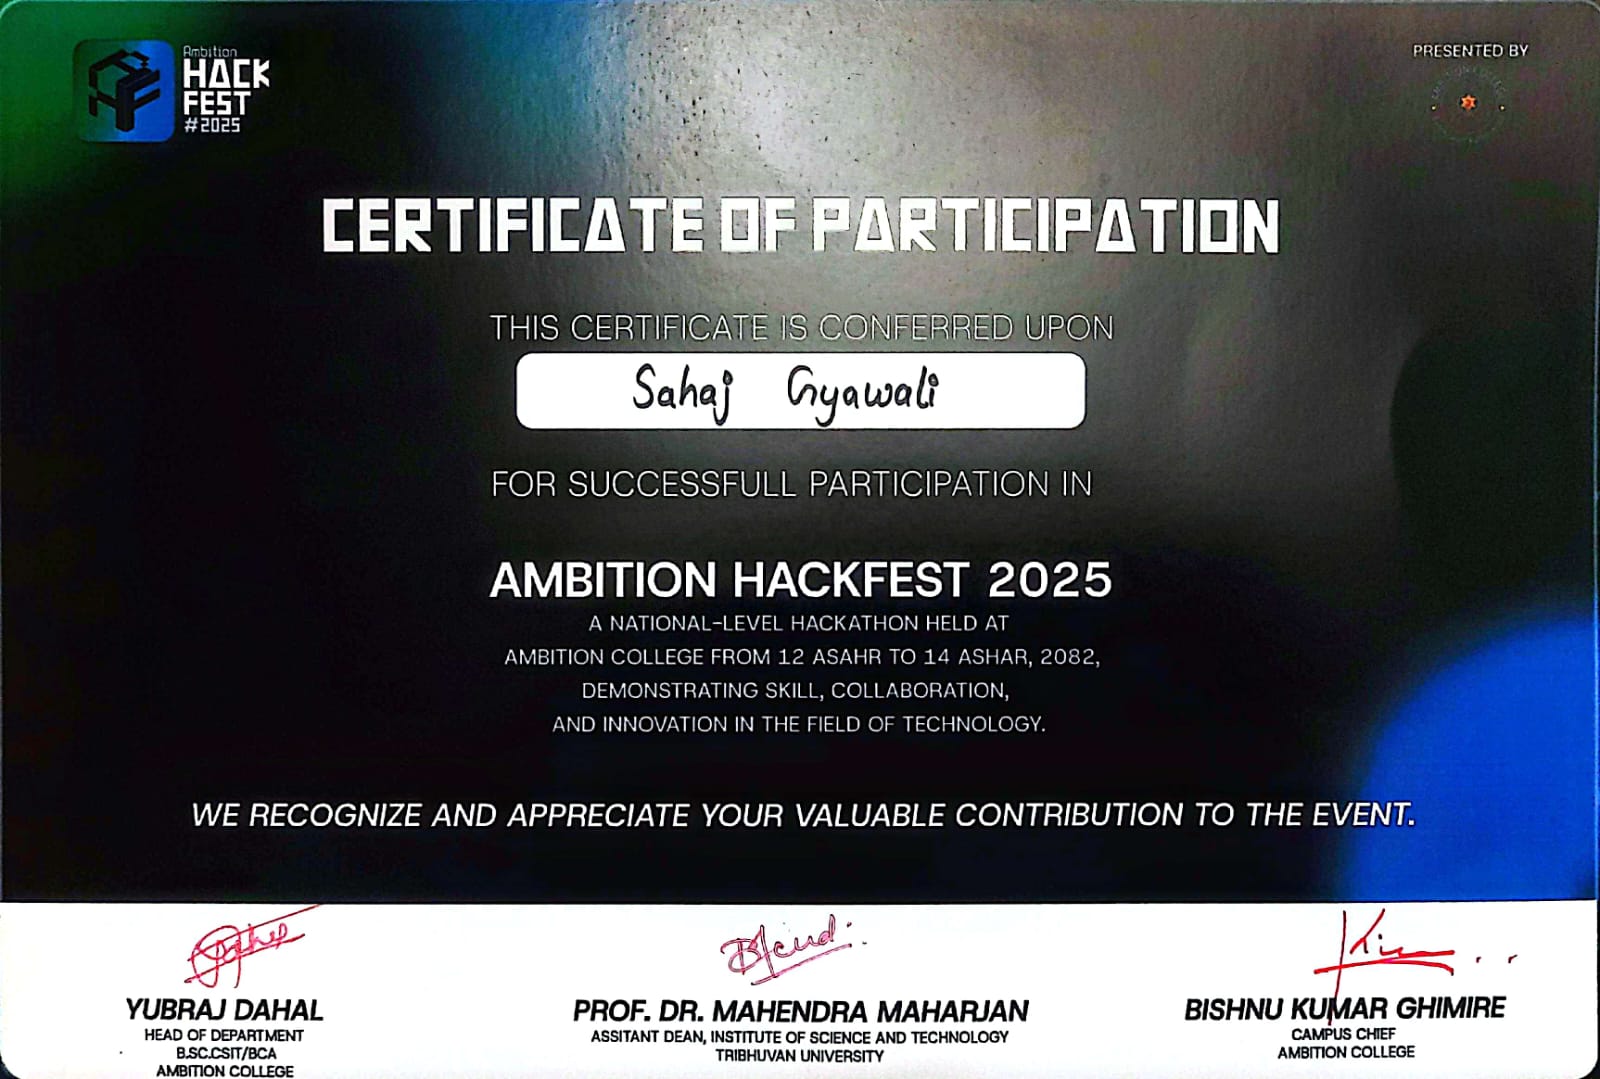 Ambition
HACK
FEST
#2025
PRESENTED BY
CERTIFICATE OF PARTICIPATION
THIS CERTIFICATE IS CONFERRED UPON
Sahaj Gyawali
FOR SUCCESSFULL PARTICIPATION IN
AMBITION HACKFEST 2025
A NATIONAL-LEVEL HACKATHON HELD AT
AMBITION COLLEGE FROM 12 ASAHR TO 14 ASHAR, 2082,
DEMONSTRATING SKILL, COLLABORATION,
AND INNOVATION IN THE FIELD OF TECHNOLOGY.
WE RECOGNIZE AND APPRECIATE YOUR VALUABLE CONTRIBUTION TO THE EVENT.
YUBRAJ DAHAL
HEAD OF DEPARTMENT
B.SC.CSIT/BCA
AMBITION COLLEGE
PROF. DR. MAHENDRA MAHARJAN
ASSITANT DEAN, INSTITUTE OF SCIENCE AND TECHNOLOGY
TRIBHUVAN UNIVERSITY
BISHNU KUMAR GHIMIRE
CAMPUS CHIEF
AMBITION COLLEGE